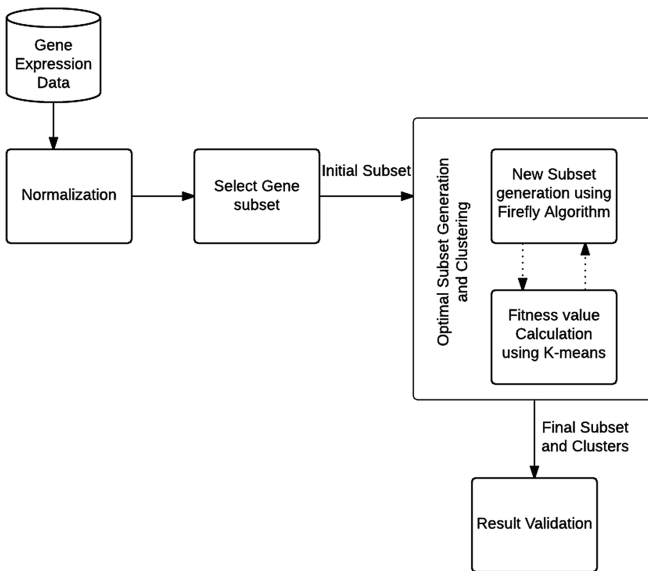 Gene
Expression
Data
Normalization
Select Gene
subset
Initial Subset
Optimal Subset Generation
and Clustering
New Subset
generation using
Firefly Algorithm
Fitness value
Calculation
using K-means
Final Subset
and Clusters
Result Validation